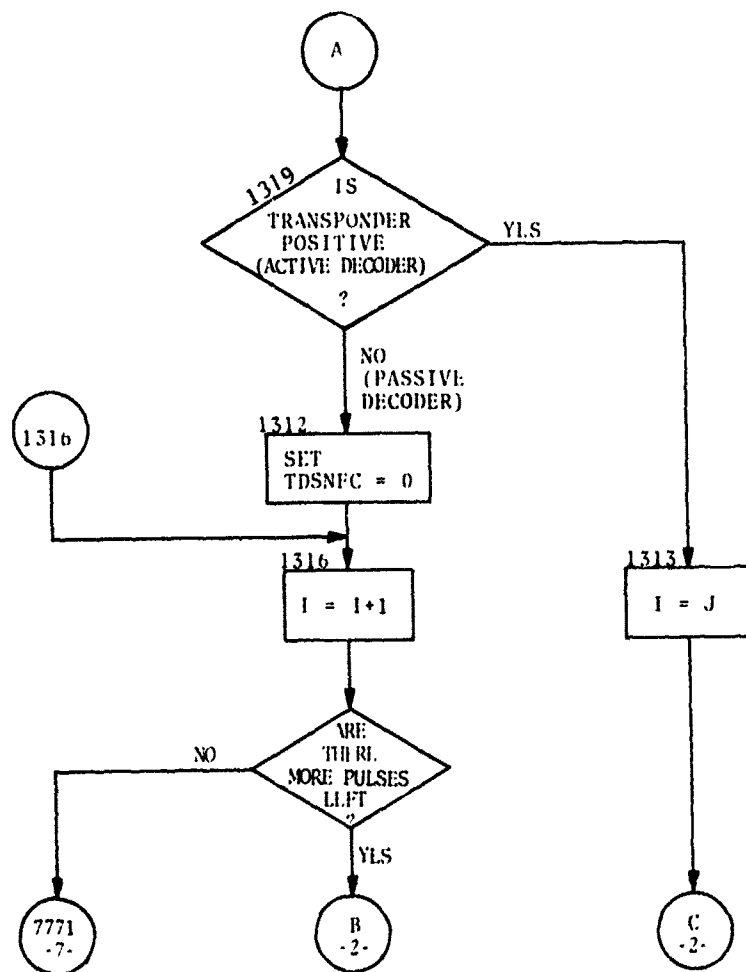 A
1319
IS
TRANSPONDER
POSITIVE
(ACTIVE DECODER)
?
YES
NO
(PASSIVE
DECODER)
1316
1312
SET
TDSNFC = 0
1316
I = I+1
1313
I = J
ARE
THERE
MORE PULSES
LEFT
?
NO
YES
7771
-7-
B
-2-
C
-2-